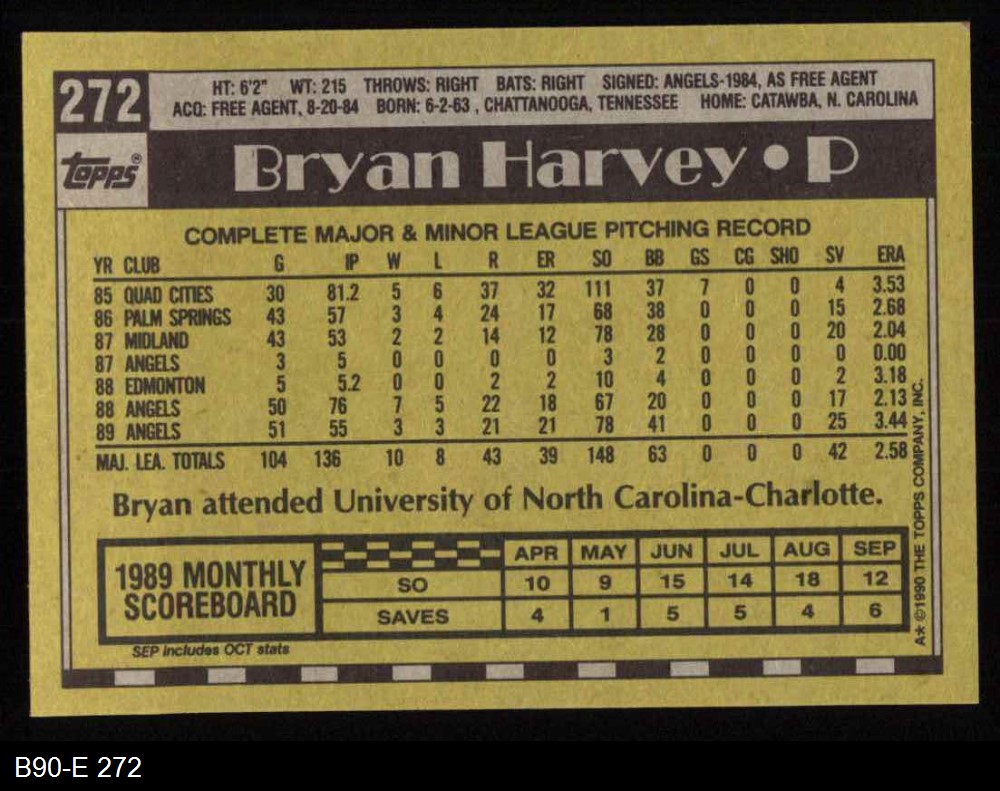 272
HT: 6'2" WT: 215 THROWS: RIGHT BATS: RIGHT SIGNED: ANGELS-1984, AS FREE AGENT
ACQ: FREE AGENT, 8-20-84 BORN: 6-2-63 , CHATTANOOGA, TENNESSEE HOME: CATAWBA, N. CAROLINA
topps®
Bryan Harvey • P
COMPLETE MAJOR & MINOR LEAGUE PITCHING RECORD
YR CLUB G IP W L R ER SO BB GS CG SHO SV ERA
85 QUAD CITIES 30 81.2 5 6 37 32 111 37 7 0 0 4 3.53
86 PALM SPRINGS 43 57 3 4 24 17 68 38 0 0 0 15 2.68
87 MIDLAND 43 53 2 2 14 12 78 28 0 0 0 20 2.04
87 ANGELS 3 5 0 0 0 0 3 2 0 0 0 0 0.00
88 EDMONTON 5 5.2 0 0 2 2 10 4 0 0 0 2 3.18
88 ANGELS 50 76 7 5 22 18 67 20 0 0 0 17 2.13
89 ANGELS 51 55 3 3 21 21 78 41 0 0 0 25 3.44
MAJ. LEA. TOTALS 104 136 10 8 43 39 148 63 0 0 0 42 2.58
Bryan attended University of North Carolina-Charlotte.
1989 MONTHLY
SCOREBOARD
APR MAY JUN JUL AUG SEP
SO 10 9 15 14 18 12
SAVES 4 1 5 5 4 6
SEP includes OCT stats
A* ©1990 THE TOPPS COMPANY, INC.
B90-E 272